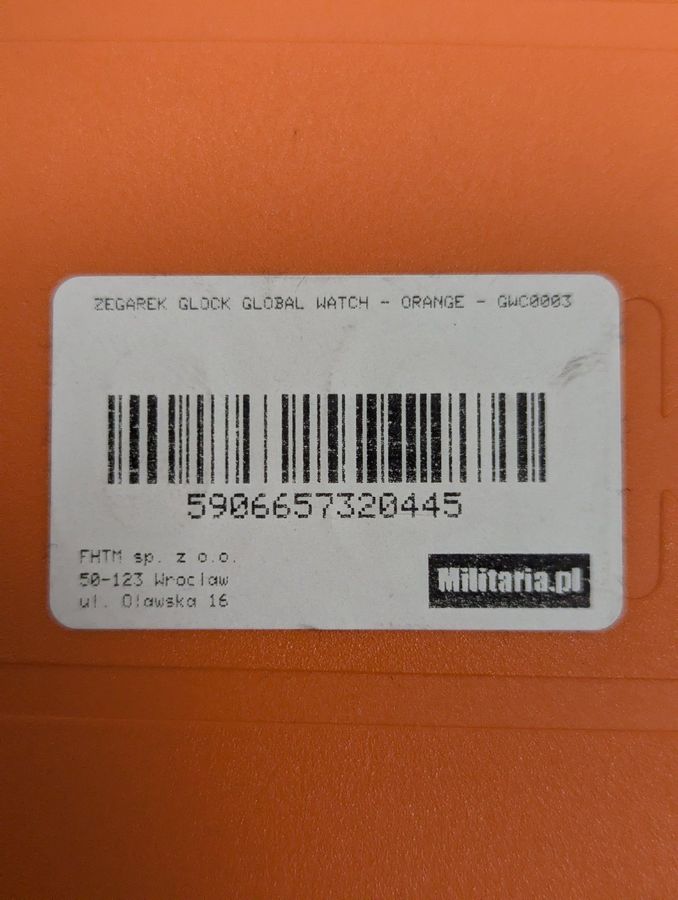 ZEGAREK GLOCK GLOBAL WATCH - ORANGE - GWC0003
5906657320445
FHTM sp. z o.o.
50-123 Wrocław
ul. Oławska 16
Militaria.pl